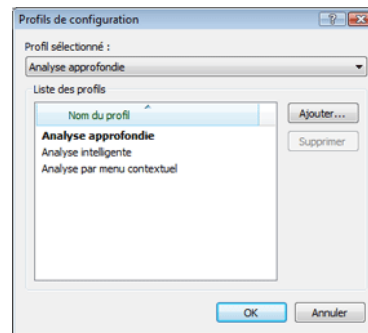 Profils de configuration
Profil sélectionné :
Analyse approfondie
Liste des profils
Nom du profil
Ajouter...
Analyse approfondie
Supprimer
Analyse intelligente
Analyse par menu contextuel
OK
Annuler